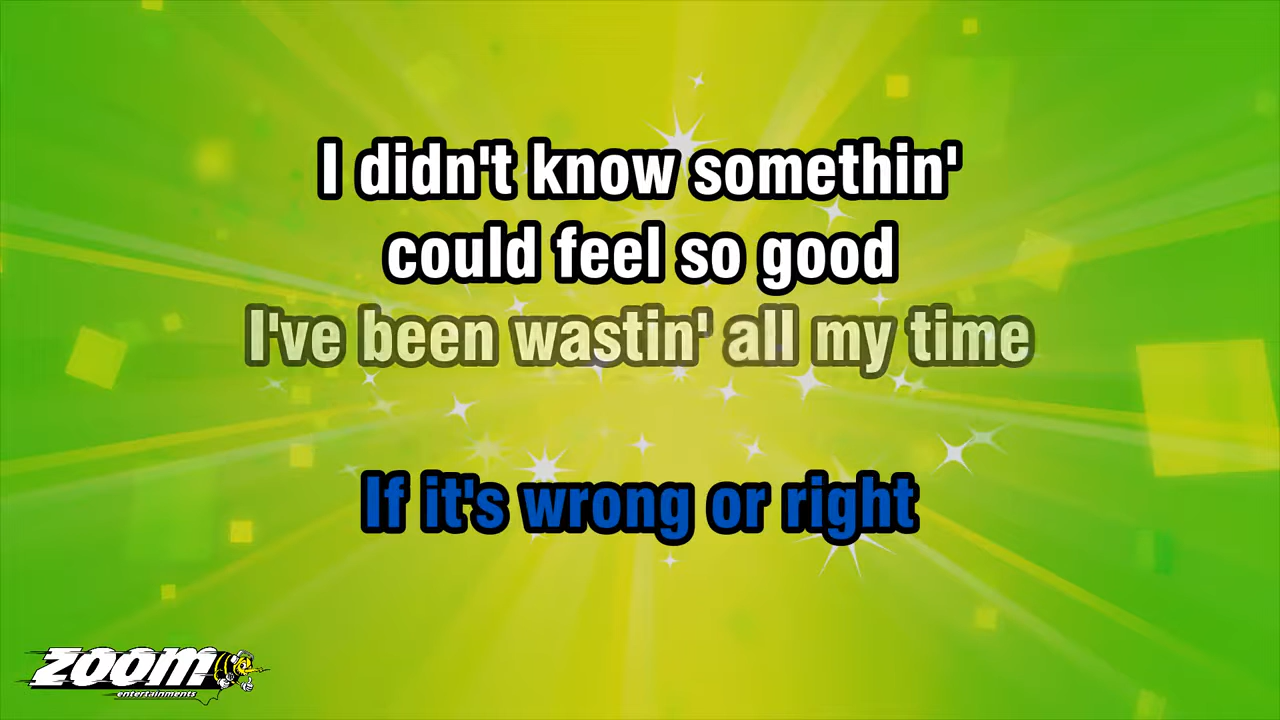 I didn't know somethin'
could feel so good
I've been wastin' all my time
If it's wrong or right
ZOOM
entertainments